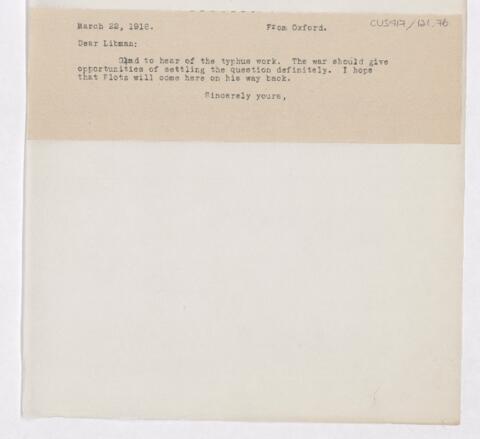 March 22, 1916. From Oxford. CUS417/121.76
Dear Libman:
Glad to hear of the typhus work. The war should give
opportunities of settling the question definitely. I hope
that Plotz will come here on his way back.
Sincerely yours,